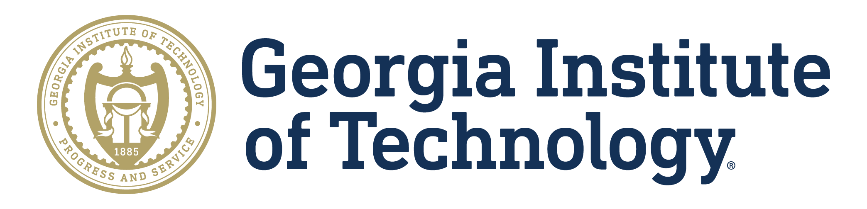 GEORGIA INSTITUTE OF TECHNOLOGY
1885
PROGRESS AND SERVICE
Georgia Institute
of Technology®